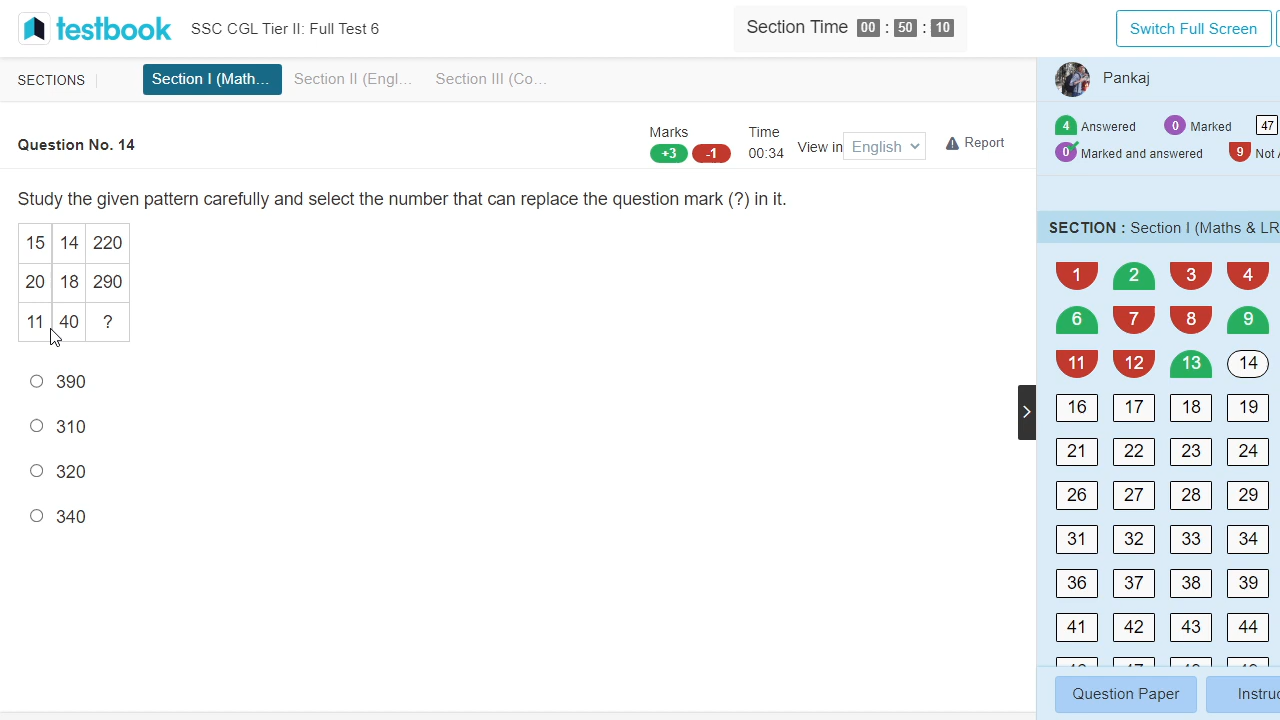 testbook SSC CGL Tier II: Full Test 6 Section Time 00 : 50 : 10 Switch Full Screen
SECTIONS Section I (Math... Section II (Engl... Section III (Co...
Pankaj
4 Answered 0 Marked 47
0 Marked and answered 9 Not
Question No. 14 Marks +3 -1 Time 00:34 View in English Report
Study the given pattern carefully and select the number that can replace the question mark (?) in it.
15 14 220
20 18 290
11 40 ?
390
310
320
340
SECTION : Section I (Maths & LR
1 2 3 4
6 7 8 9
11 12 13 14
16 17 18 19
21 22 23 24
26 27 28 29
31 32 33 34
36 37 38 39
41 42 43 44
Question Paper Instruc